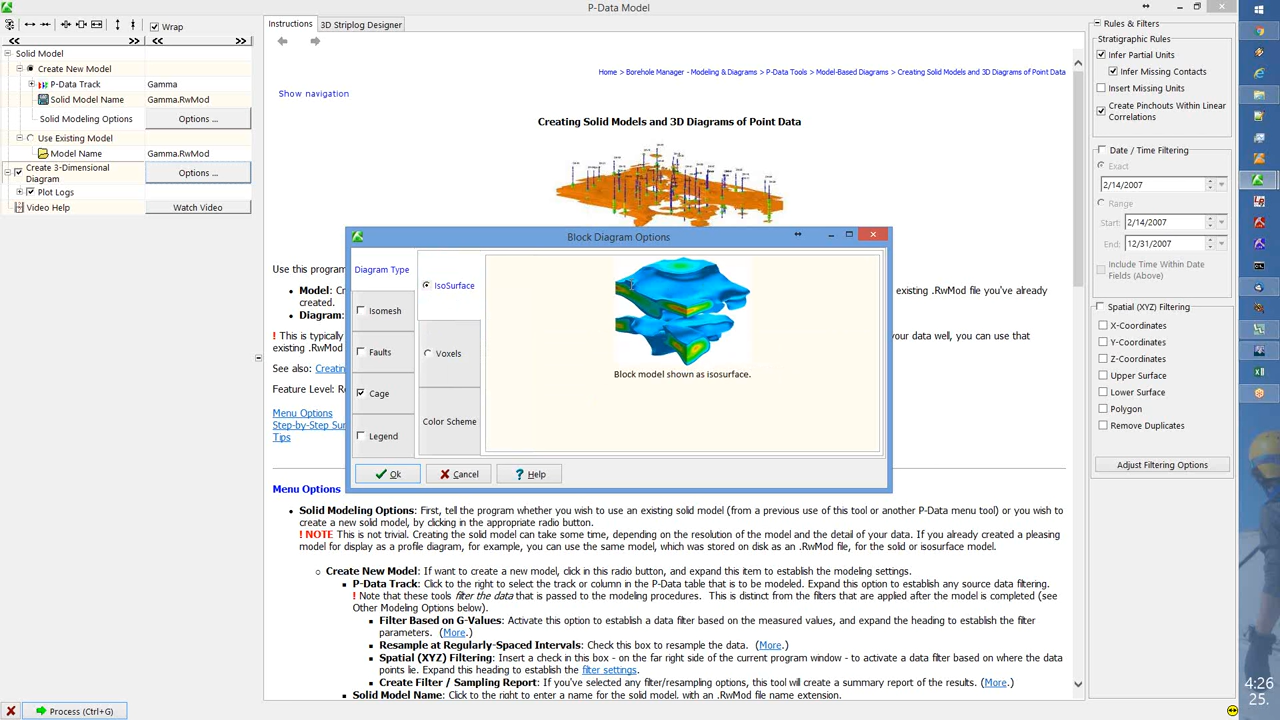 P-Data Model
Wrap
<< >> << >>
Solid Model
Create New Model
P-Data Track Gamma
Solid Model Name Gamma.RwMod
Solid Modeling Options Options ...
Use Existing Model
Model Name Gamma.RwMod
Create 3-Dimensional
Diagram
Options ...
Plot Logs
Video Help Watch Video
Instructions 3D Striplog Designer
Home > Borehole Manager - Modeling & Diagrams > P-Data Tools > Model-Based Diagrams > Creating Solid Models and 3D Diagrams of Point Data
Show navigation
Creating Solid Models and 3D Diagrams of Point Data
Use this program
Model: Cre
existing .RwMod file you've already
created.
Diagram:
! This is typically
our data well, you can use that
existing .RwMod
See also: Creatin
Feature Level: R
Menu Options
Step-by-Step Sur
Tips
Block Diagram Options
Diagram Type
Isomesh
Faults
Cage
Legend
IsoSurface
Voxels
Color Scheme
Block model shown as isosurface.
Ok Cancel Help
Menu Options
Solid Modeling Options: First, tell the program whether you wish to use an existing solid model (from a previous use of this tool or another P-Data menu tool) or you wish to
create a new solid model, by clicking in the appropriate radio button.
! NOTE This is not trivial. Creating the solid model can take some time, depending on the resolution of the model and the detail of your data. If you already created a pleasing
model for display as a profile diagram, for example, you can use the same model, which was stored on disk as an .RwMod file, for the solid or isosurface model.
Create New Model: If want to create a new model, click in this radio button, and expand this item to establish the modeling settings.
P-Data Track: Click to the right to select the track or column in the P-Data table that is to be modeled. Expand this option to establish any source data filtering.
! Note that these tools filter the data that is passed to the modeling procedures. This is distinct from the filters that are applied after the model is completed (see
Other Modeling Options below).
Filter Based on G-Values: Activate this option to establish a data filter based on the measured values, and expand the heading to establish the filter
parameters. (More.)
Resample at Regularly-Spaced Intervals: Check this box to resample the data. (More.)
Spatial (XYZ) Filtering: Insert a check in this box - on the far right side of the current program window - to activate a data filter based on where the data
points lie. Expand this heading to establish the filter settings.
Create Filter / Sampling Report: If you've selected any filter/resampling options, this tool will create a summary report of the results. (More.)
Solid Model Name: Click to the right to enter a name for the solid model, with an .RwMod file name extension.
Rules & Filters
Stratigraphic Rules
Infer Partial Units
Infer Missing Contacts
Insert Missing Units
Create Pinchouts Within Linear
Correlations
Date / Time Filtering
Exact
2/14/2007
Range
Start: 2/14/2007
End: 12/31/2007
Include Time Within Date
Fields (Above)
Spatial (XYZ) Filtering
X-Coordinates
Y-Coordinates
Z-Coordinates
Upper Surface
Lower Surface
Polygon
Remove Duplicates
Adjust Filtering Options
Process (Ctrl+G)
4:26
25.